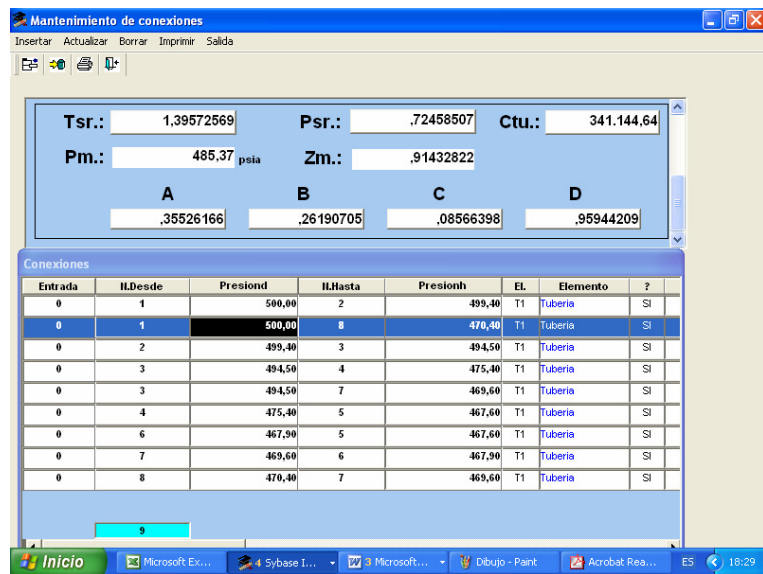 Mantenimiento de conexiones
Insertar Actualizar Borrar Imprimir Salida
Tsr.: 1,39572569 Psr.: ,72458507 Ctu.: 341.144,64
Pm.: 485,37 psia Zm.: ,91432822
A B C D
,35526166 ,26190705 ,08566398 ,95944209
Conexiones
Entrada N.Desde Presiond N.Hasta Presionh El. Elemento ?
0 1 500,00 2 499,40 T1 Tuberia SI
0 1 500,00 8 470,40 T1 Tuberia SI
0 2 499,40 3 494,50 T1 Tuberia SI
0 3 494,50 4 475,40 T1 Tuberia SI
0 3 494,50 7 469,60 T1 Tuberia SI
0 4 475,40 5 467,60 T1 Tuberia SI
0 6 467,90 5 467,60 T1 Tuberia SI
0 7 469,60 6 467,90 T1 Tuberia SI
0 8 470,40 7 469,60 T1 Tuberia SI
9
Inicio Microsoft Ex... 4 Sybase I... 3 Microsoft... Dibujo - Paint Acrobat Rea... ES 18:29